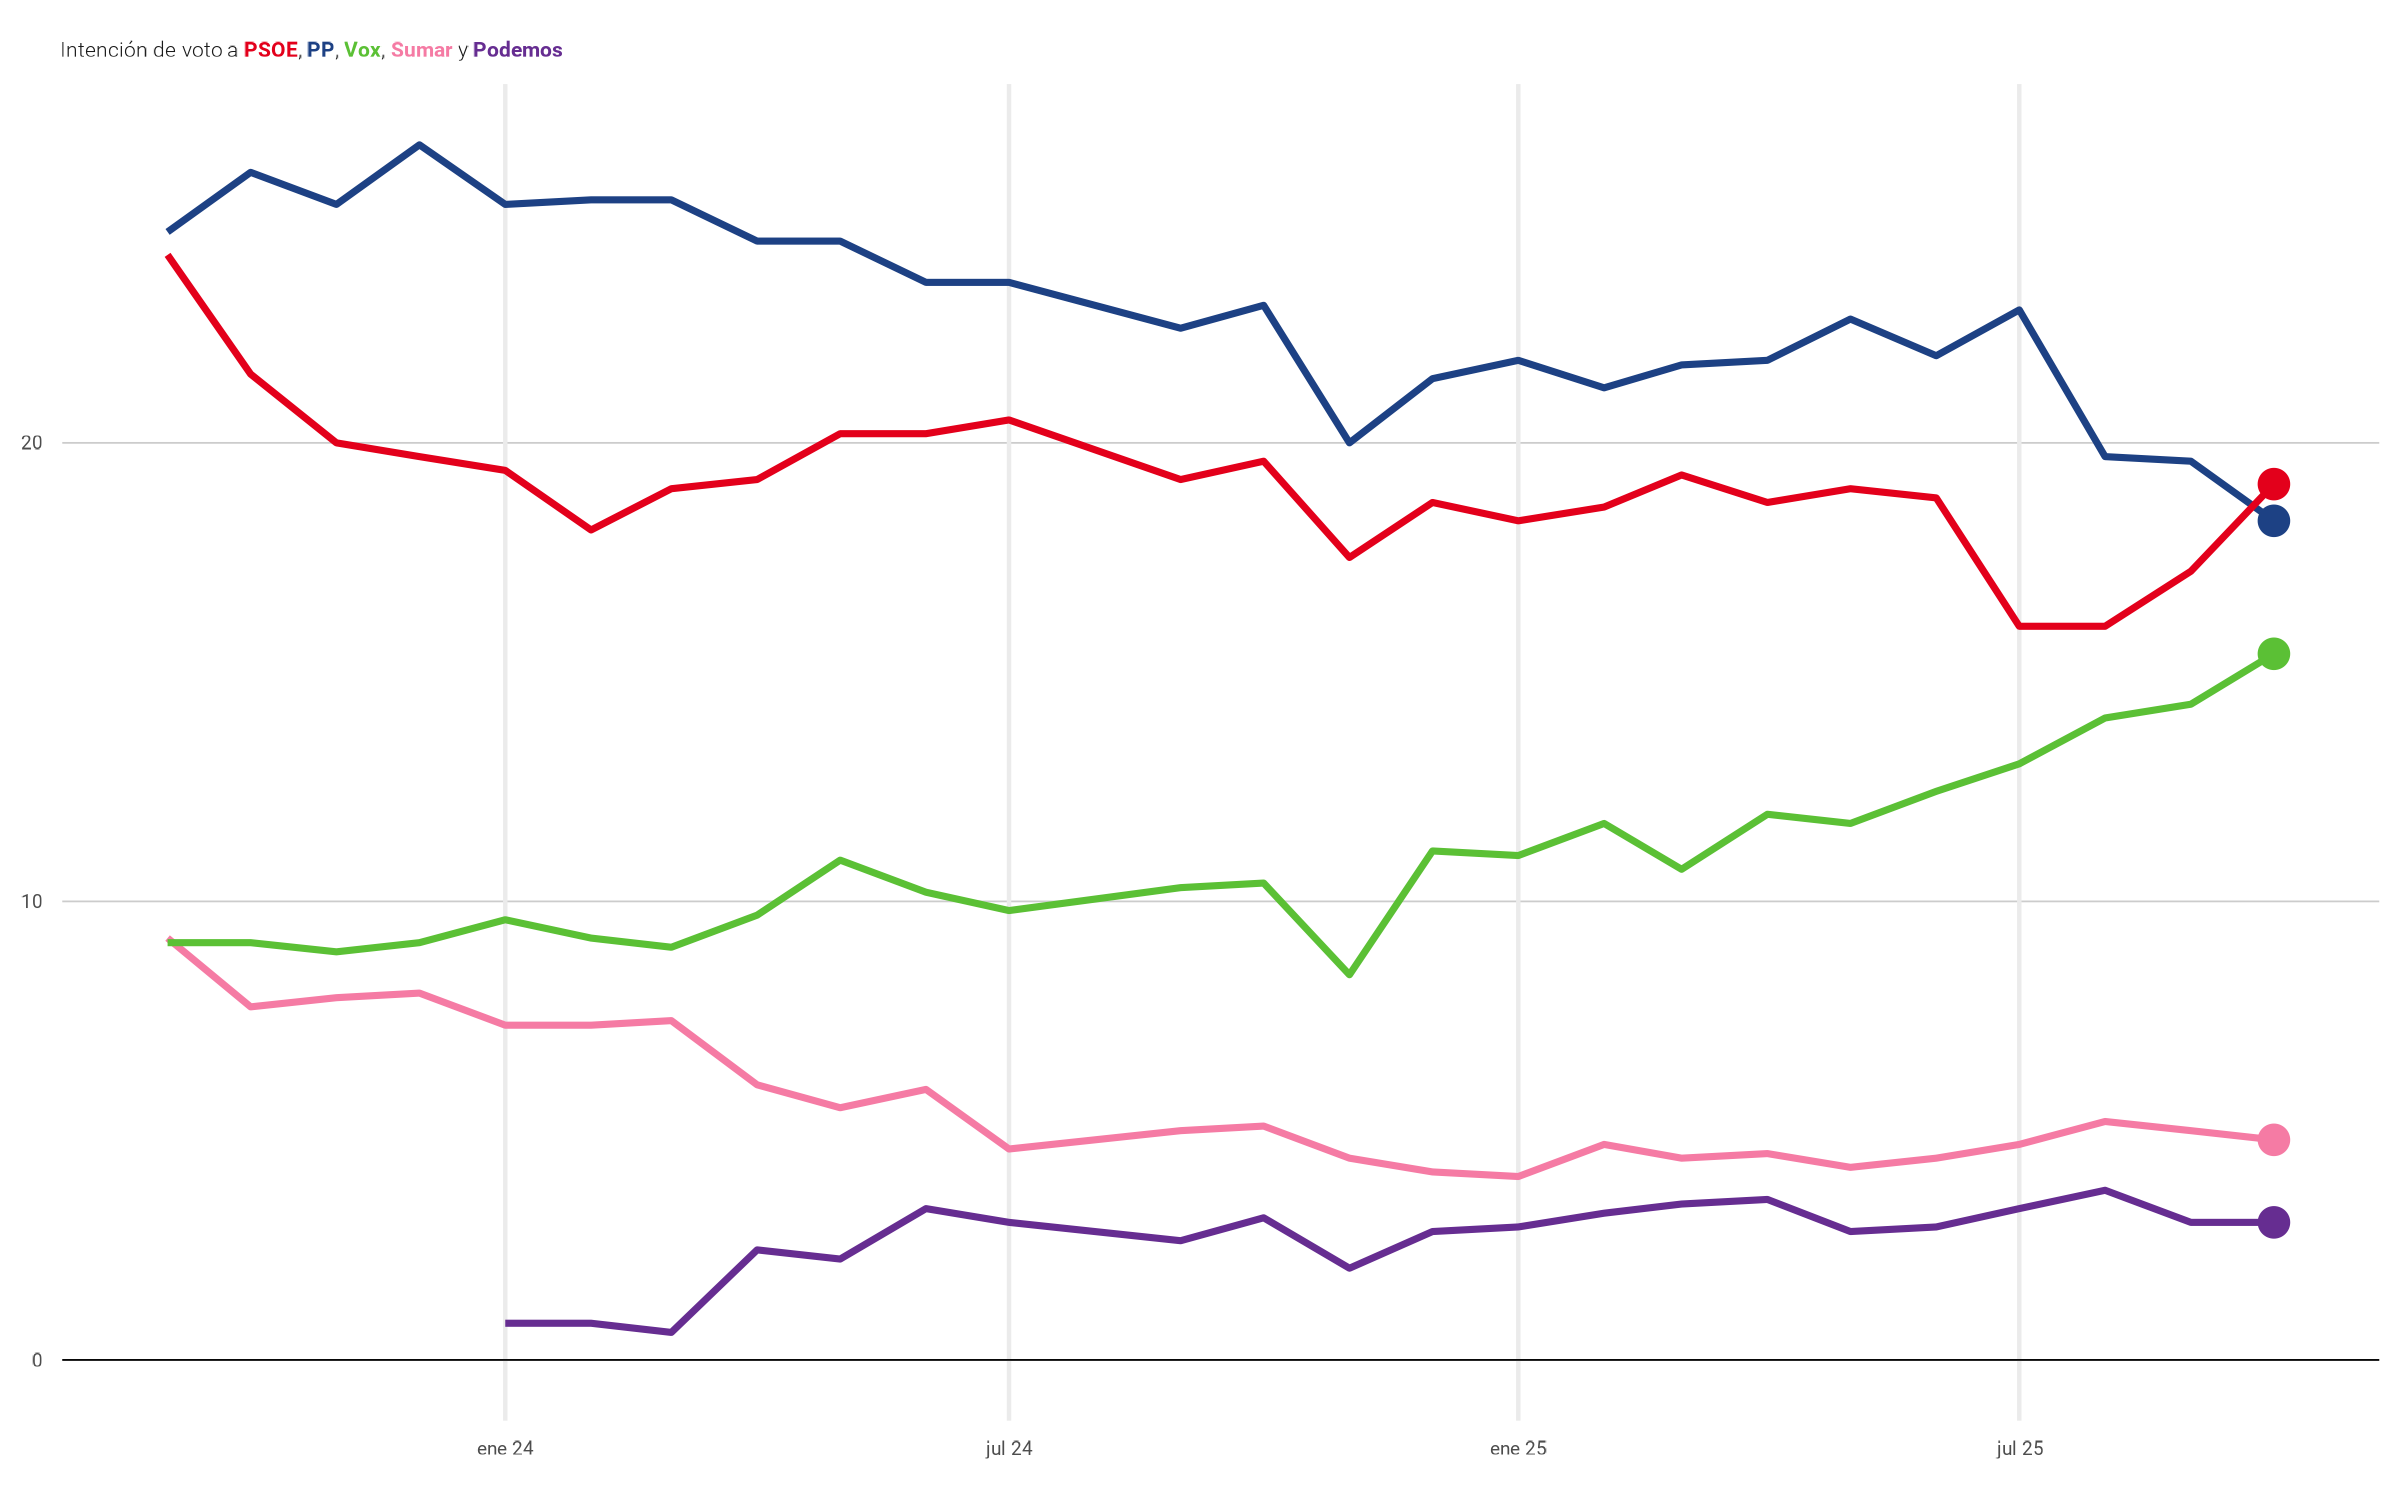 Intención de voto a PSOE, PP, Vox, Sumar y Podemos
20
10
0
ene 24
jul 24
ene 25
jul 25